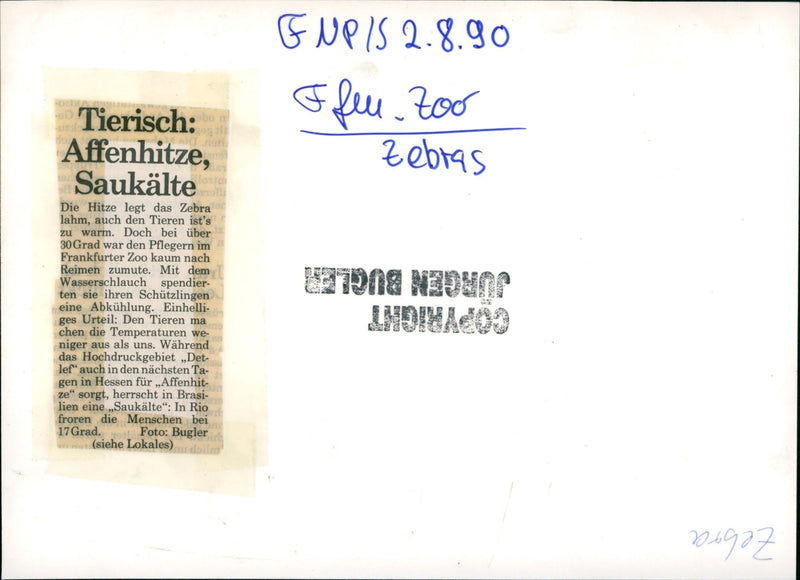 FNP/S 2.8.90
Ffm. Zoo
Zebras
Tierisch:
Affenhitze,
Saukälte
Die Hitze legt das Zebra
lahm, auch den Tieren ist's
zu warm. Doch bei über
30 Grad war den Pflegern im
Frankfurter Zoo kaum nach
Reimen zumute. Mit dem
Wasserschlauch spendier-
ten sie ihren Schützlingen
eine Abkühlung. Einhelli-
ges Urteil: Den Tieren ma
chen die Temperaturen we-
niger aus als uns. Während
das Hochdruckgebiet „Det-
lef“ auch in den nächsten Ta-
gen in Hessen für „Affenhit-
ze“ sorgt, herrscht in Brasi-
lien eine „Saukälte“: In Rio
froren die Menschen bei
17 Grad. Foto: Bugler
(siehe Lokales)
COPYRIGHT
JÜRGEN BUGLER
Zebra